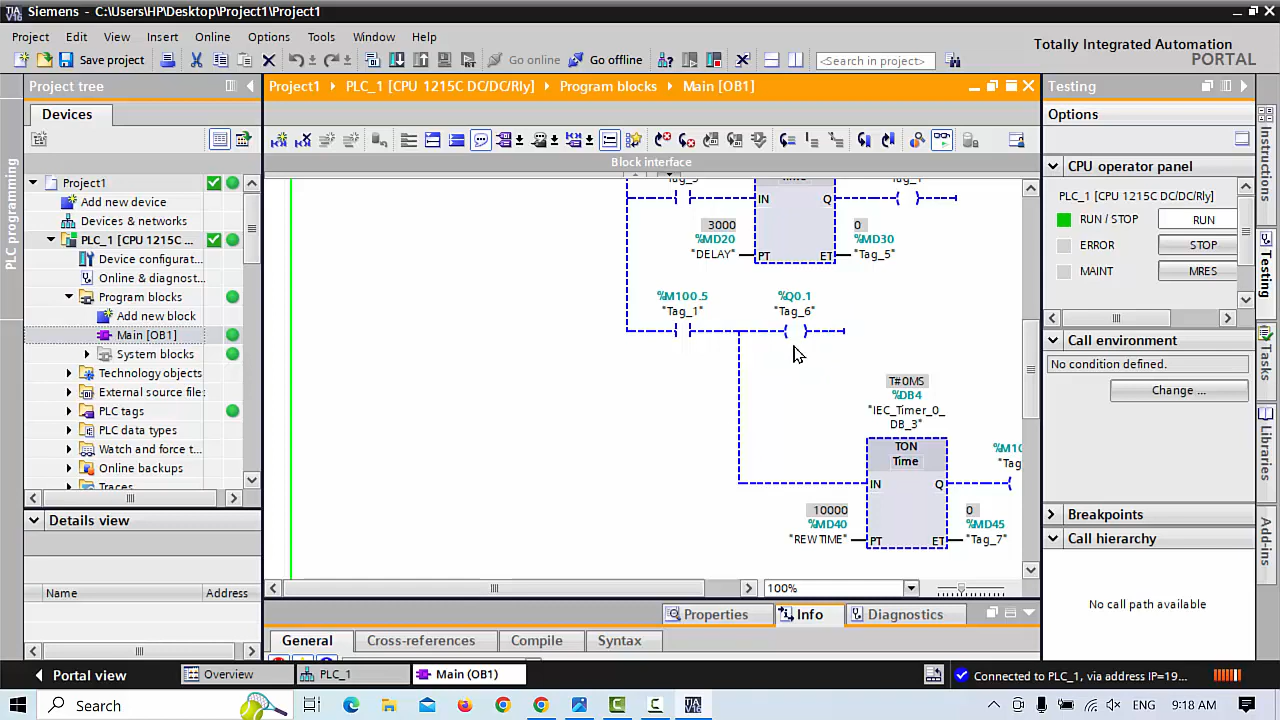 Siemens - C:\Users\HP\Desktop\Project1\Project1
Project Edit View Insert Online Options Tools Window Help
Totally Integrated Automation
PORTAL
Save project
Go online
Go offline
<Search in project>
Project tree
Devices
Project1
Add new device
Devices & networks
PLC_1 [CPU 1215C ...
Device configurat...
Online & diagnost...
Program blocks
Add new block
Main [OB1]
System blocks
Technology objects
External source file:
PLC tags
PLC data types
Watch and force t
Online backups
Traces
Details view
Name Address
PLC programming
Project1 PLC_1 [CPU 1215C DC/DC/Rly] Program blocks Main [OB1]
Block interface
Time
IN Q
3000 0
%MD20 %MD30
"DELAY" PT ET "Tag_5"
%M100.5 %Q0.1
"Tag_1" "Tag_6"
T#0MS
%DB4
"IEC_Timer_0_
DB_3"
TON
Time
%M10
"Tag
IN Q
10000 0
%MD40 %MD45
"REW TIME" PT ET "Tag_7"
100%
Properties Info Diagnostics
General Cross-references Compile Syntax
Testing
Options
CPU operator panel
PLC_1 [CPU 1215C DC/DC/Rly]
RUN / STOP RUN
ERROR STOP
MAINT MRES
Call environment
No condition defined.
Change ...
Breakpoints
Call hierarchy
No call path available
Instructions
Testing
Tasks
Libraries
Add-ins
Portal view Overview PLC_1 Main (OB1)
Connected to PLC_1, via address IP=19...
Search
ENG 9:18 AM